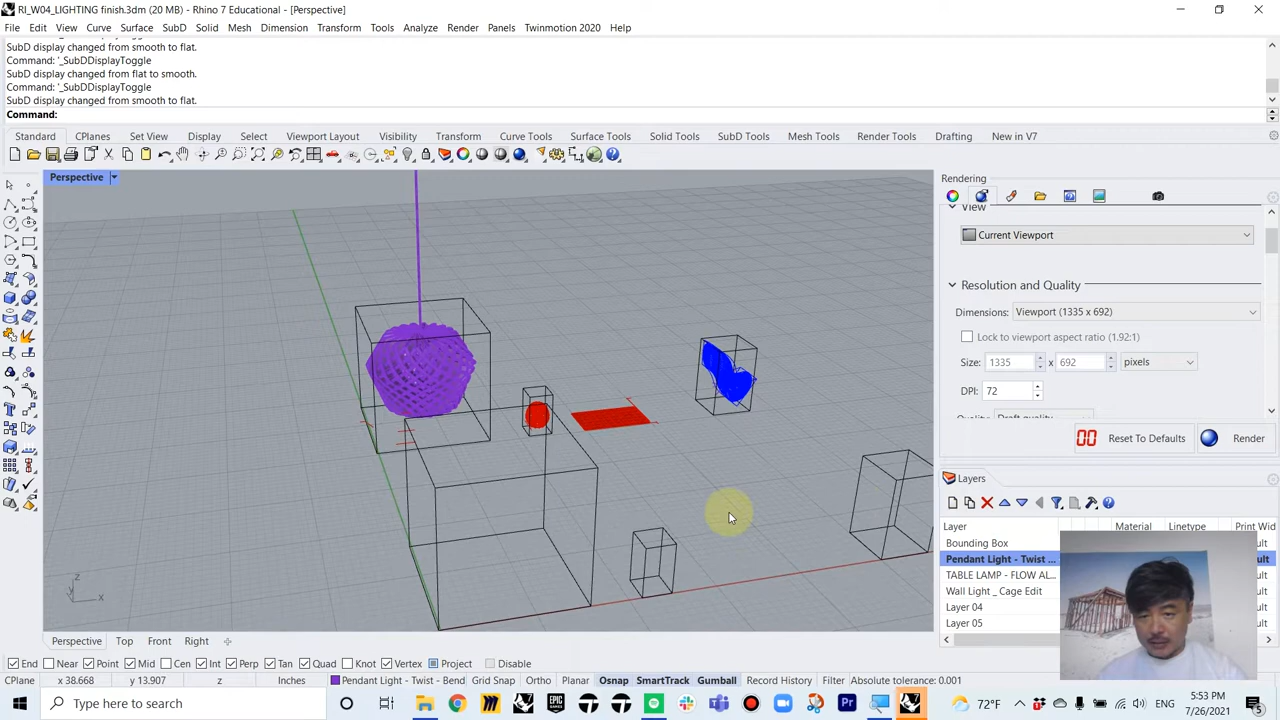 RI_W04_LIGHTING finish.3dm (20 MB) - Rhino 7 Educational - [Perspective]
File Edit View Curve Surface SubD Solid Mesh Dimension Transform Tools Analyze Render Panels Twinmotion 2020 Help
SubD display changed from smooth to flat.
Command: '_SubDDisplayToggle
SubD display changed from flat to smooth.
Command: '_SubDDisplayToggle
SubD display changed from smooth to flat.
Command:
Standard CPlanes Set View Display Select Viewport Layout Visibility Transform Curve Tools Surface Tools Solid Tools SubD Tools Mesh Tools Render Tools Drafting New in V7
Perspective
Rendering
View
Current Viewport
Resolution and Quality
Dimensions: Viewport (1335 x 692)
Lock to viewport aspect ratio (1.92:1)
Size: 1335 x 692 pixels
DPI: 72
Reset To Defaults Render
Layers
Layer Material Linetype Print Wid
Bounding Box
Pendant Light - Twist ...
TABLE LAMP - FLOW AL...
Wall Light _ Cage Edit
Layer 04
Layer 05
z
y
x
Perspective Top Front Right
End Near Point Mid Cen Int Perp Tan Quad Knot Vertex Project Disable
CPlane x 38.668 y 13.907 z Inches Pendant Light - Twist - Bend Grid Snap Ortho Planar Osnap SmartTrack Gumball Record History Filter Absolute tolerance: 0.001
Type here to search
72°F
ENG
5:53 PM
7/26/2021